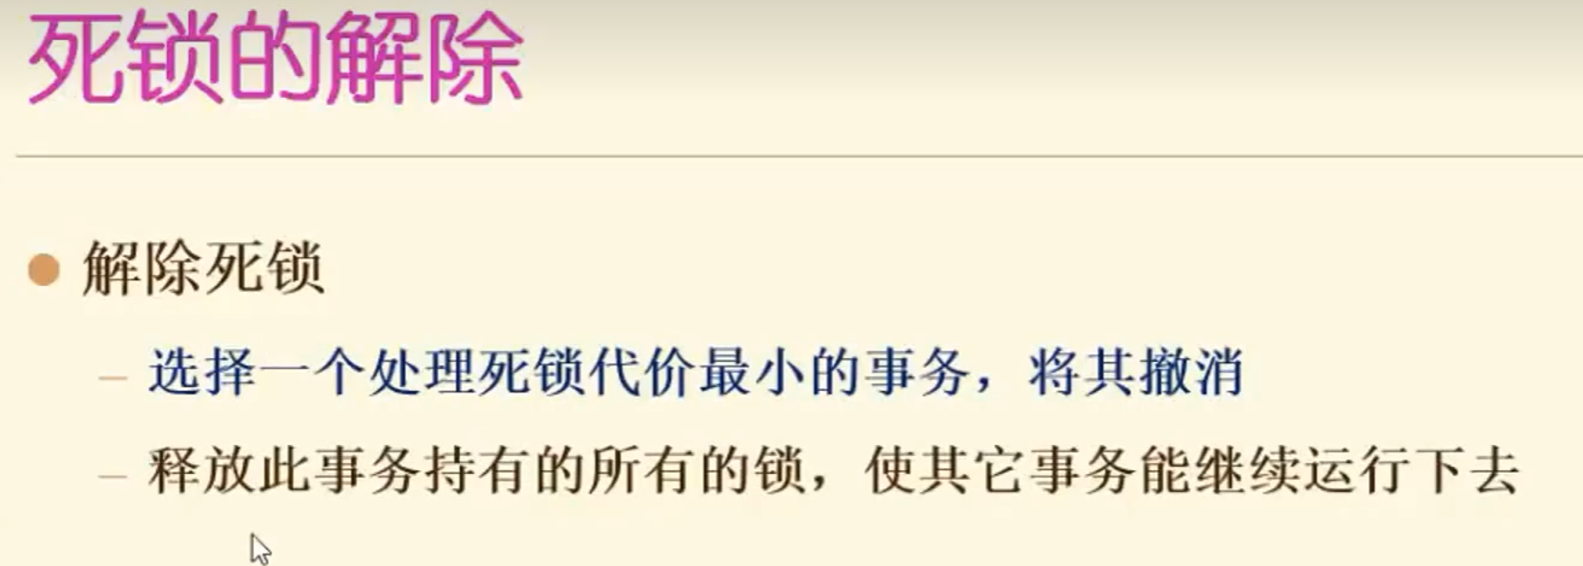 死锁的解除
解除死锁
– 选择一个处理死锁代价最小的事务，将其撤消
– 释放此事务持有的所有的锁，使其它事务能继续运行下去